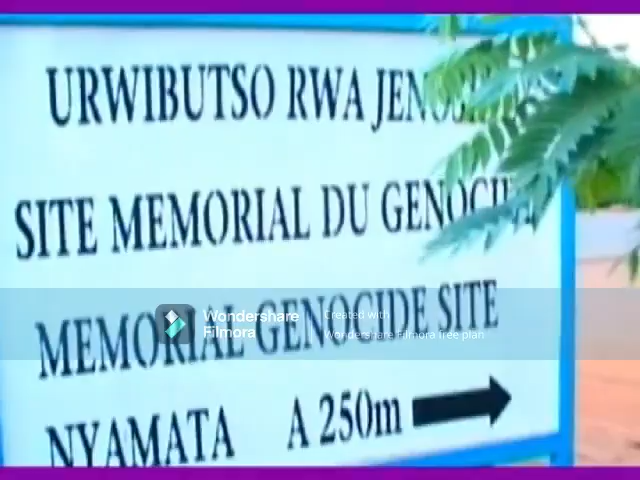 URWIBUTSO RWA
SITE MEMORIAL DU
MEMORIAL GENOCIDE SITE
NYAMATA A 250m
Wondershare Filmora
Created with
Wondershare Filmora free plan